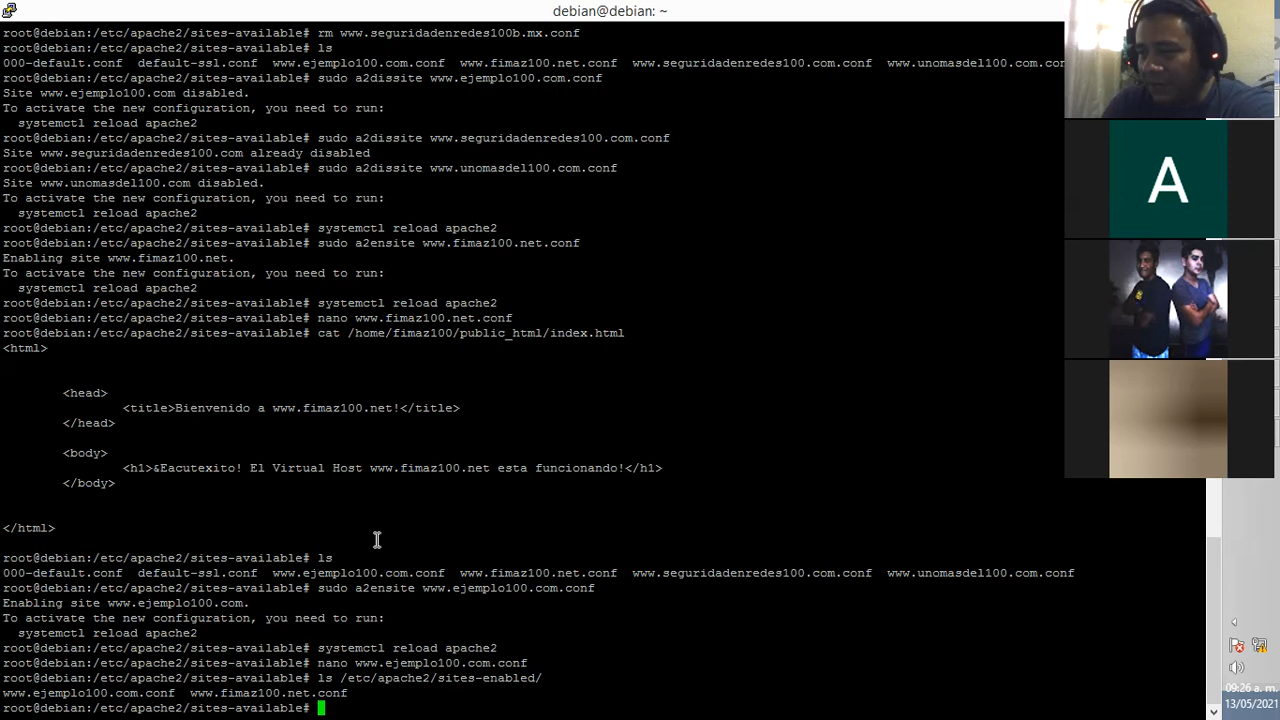 debian@debian: ~
root@debian:/etc/apache2/sites-available# rm www.seguridadenredes100b.mx.conf
root@debian:/etc/apache2/sites-available# ls
000-default.conf  default-ssl.conf  www.ejemplo100.com.conf  www.fimaz100.net.conf  www.seguridadenredes100.com.conf  www.unomasdel100.com.con
root@debian:/etc/apache2/sites-available# sudo a2dissite www.ejemplo100.com.conf
Site www.ejemplo100.com disabled.
To activate the new configuration, you need to run:
  systemctl reload apache2
root@debian:/etc/apache2/sites-available# sudo a2dissite www.seguridadenredes100.com.conf
Site www.seguridadenredes100.com already disabled
root@debian:/etc/apache2/sites-available# sudo a2dissite www.unomasdel100.com.conf
Site www.unomasdel100.com disabled.
To activate the new configuration, you need to run:
  systemctl reload apache2
root@debian:/etc/apache2/sites-available# systemctl reload apache2
root@debian:/etc/apache2/sites-available# sudo a2ensite www.fimaz100.net.conf
Enabling site www.fimaz100.net.
To activate the new configuration, you need to run:
  systemctl reload apache2
root@debian:/etc/apache2/sites-available# systemctl reload apache2
root@debian:/etc/apache2/sites-available# nano www.fimaz100.net.conf
root@debian:/etc/apache2/sites-available# cat /home/fimaz100/public_html/index.html
<html>
<head>
<title>Bienvenido a www.fimaz100.net!</title>
</head>
<body>
<h1>&Eacutexito! El Virtual Host www.fimaz100.net esta funcionando!</h1>
</body>
</html>
root@debian:/etc/apache2/sites-available# ls
000-default.conf  default-ssl.conf  www.ejemplo100.com.conf  www.fimaz100.net.conf  www.seguridadenredes100.com.conf  www.unomasdel100.com.conf
root@debian:/etc/apache2/sites-available# sudo a2ensite www.ejemplo100.com.conf
Enabling site www.ejemplo100.com.
To activate the new configuration, you need to run:
  systemctl reload apache2
root@debian:/etc/apache2/sites-available# systemctl reload apache2
root@debian:/etc/apache2/sites-available# nano www.ejemplo100.com.conf
root@debian:/etc/apache2/sites-available# ls /etc/apache2/sites-enabled/
www.ejemplo100.com.conf  www.fimaz100.net.conf
root@debian:/etc/apache2/sites-available#
A
09:26 a. m.
13/05/2021